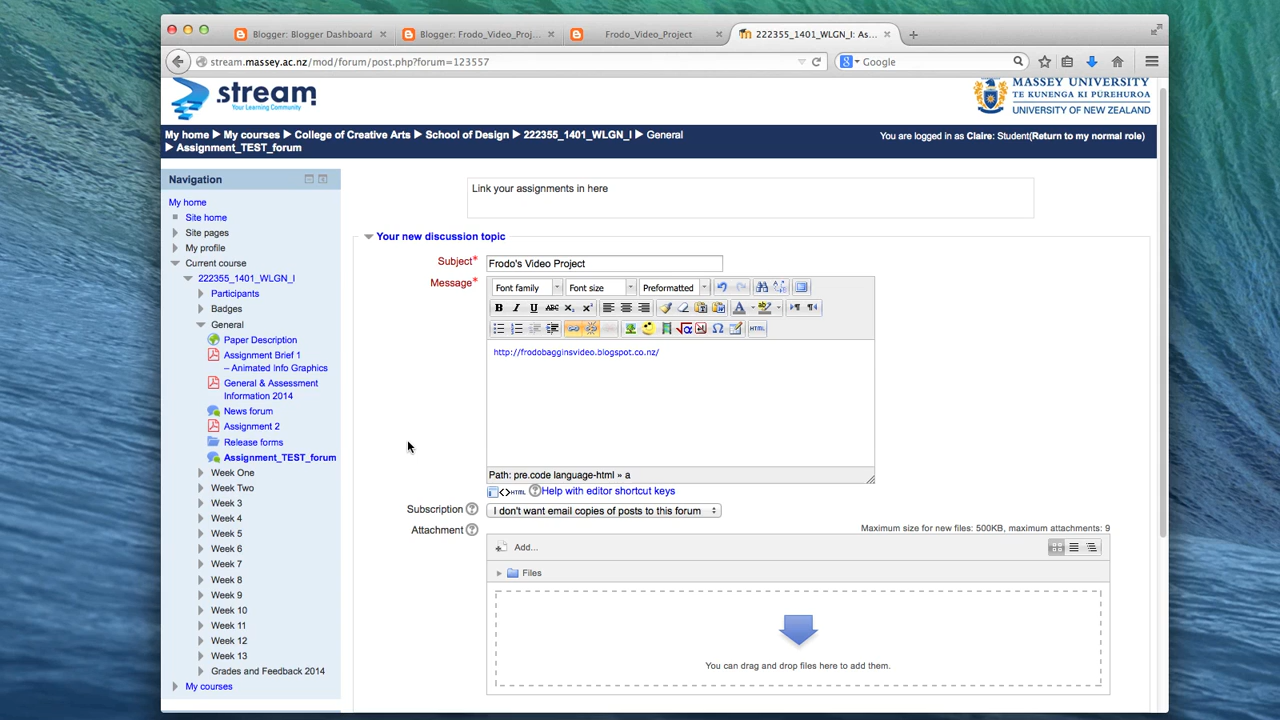 Blogger: Blogger Dashboard
Blogger: Frodo_Video_Proj...
Frodo_Video_Project
222355_1401_WLGN_I: As...
stream.massey.ac.nz/mod/forum/post.php?forum=123557
Google
.stream
Your Learning Community
MASSEY UNIVERSITY
TE KUNENGA KI PŪREHUROA
UNIVERSITY OF NEW ZEALAND
My home ▶ My courses ▶ College of Creative Arts ▶ School of Design ▶ 222355_1401_WLGN_I ▶ General
▶ Assignment_TEST_forum
You are logged in as Claire: Student(Return to my normal role)
Navigation
My home
Site home
Site pages
My profile
Current course
222355_1401_WLGN_I
Participants
Badges
General
Paper Description
Assignment Brief 1
– Animated Info Graphics
General & Assessment
Information 2014
News forum
Assignment 2
Release forms
Assignment_TEST_forum
Week One
Week Two
Week 3
Week 4
Week 5
Week 6
Week 7
Week 8
Week 9
Week 10
Week 11
Week 12
Week 13
Grades and Feedback 2014
My courses
Link your assignments in here
Your new discussion topic
Subject*
Frodo's Video Project
Message*
Font family
Font size
Preformatted
B I U ABC X₂ X²
HTML
http://frodobagginsvideo.blogspot.co.nz/
Path: pre.code language-html » a
<>HTML
Help with editor shortcut keys
Subscription
I don't want email copies of posts to this forum
Attachment
Maximum size for new files: 500KB, maximum attachments: 9
Add...
Files
You can drag and drop files here to add them.